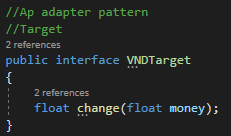 //Ap adapter pattern
//Target
2 references
public interface VNDTarget
{
2 references
float change(float money);
}